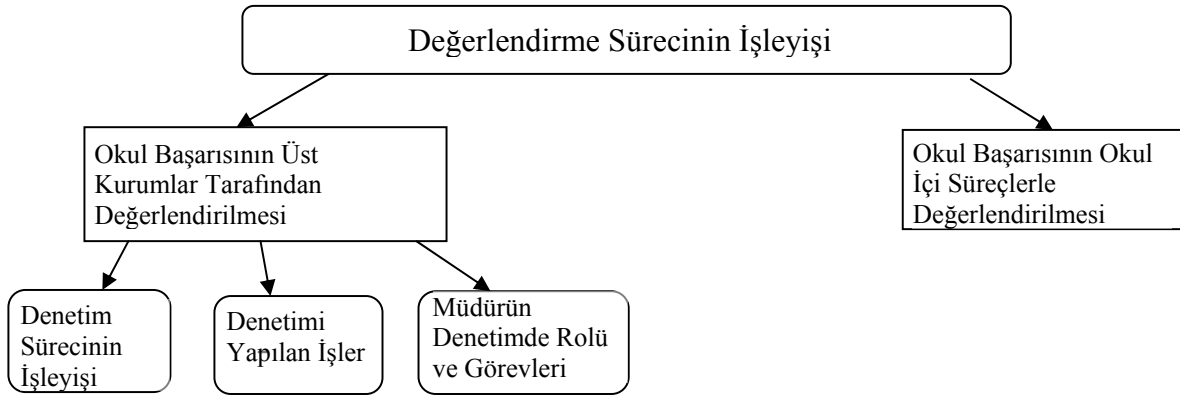 Değerlendirme Sürecinin İşleyişi
Okul Başarısının Üst
Kurumlar Tarafından
Değerlendirilmesi
Okul Başarısının Okul
İçi Süreçlerle
Değerlendirilmesi
Denetim
Sürecinin
İşleyişi
Denetimi
Yapılan İşler
Müdürün
Denetimde Rolü
ve Görevleri